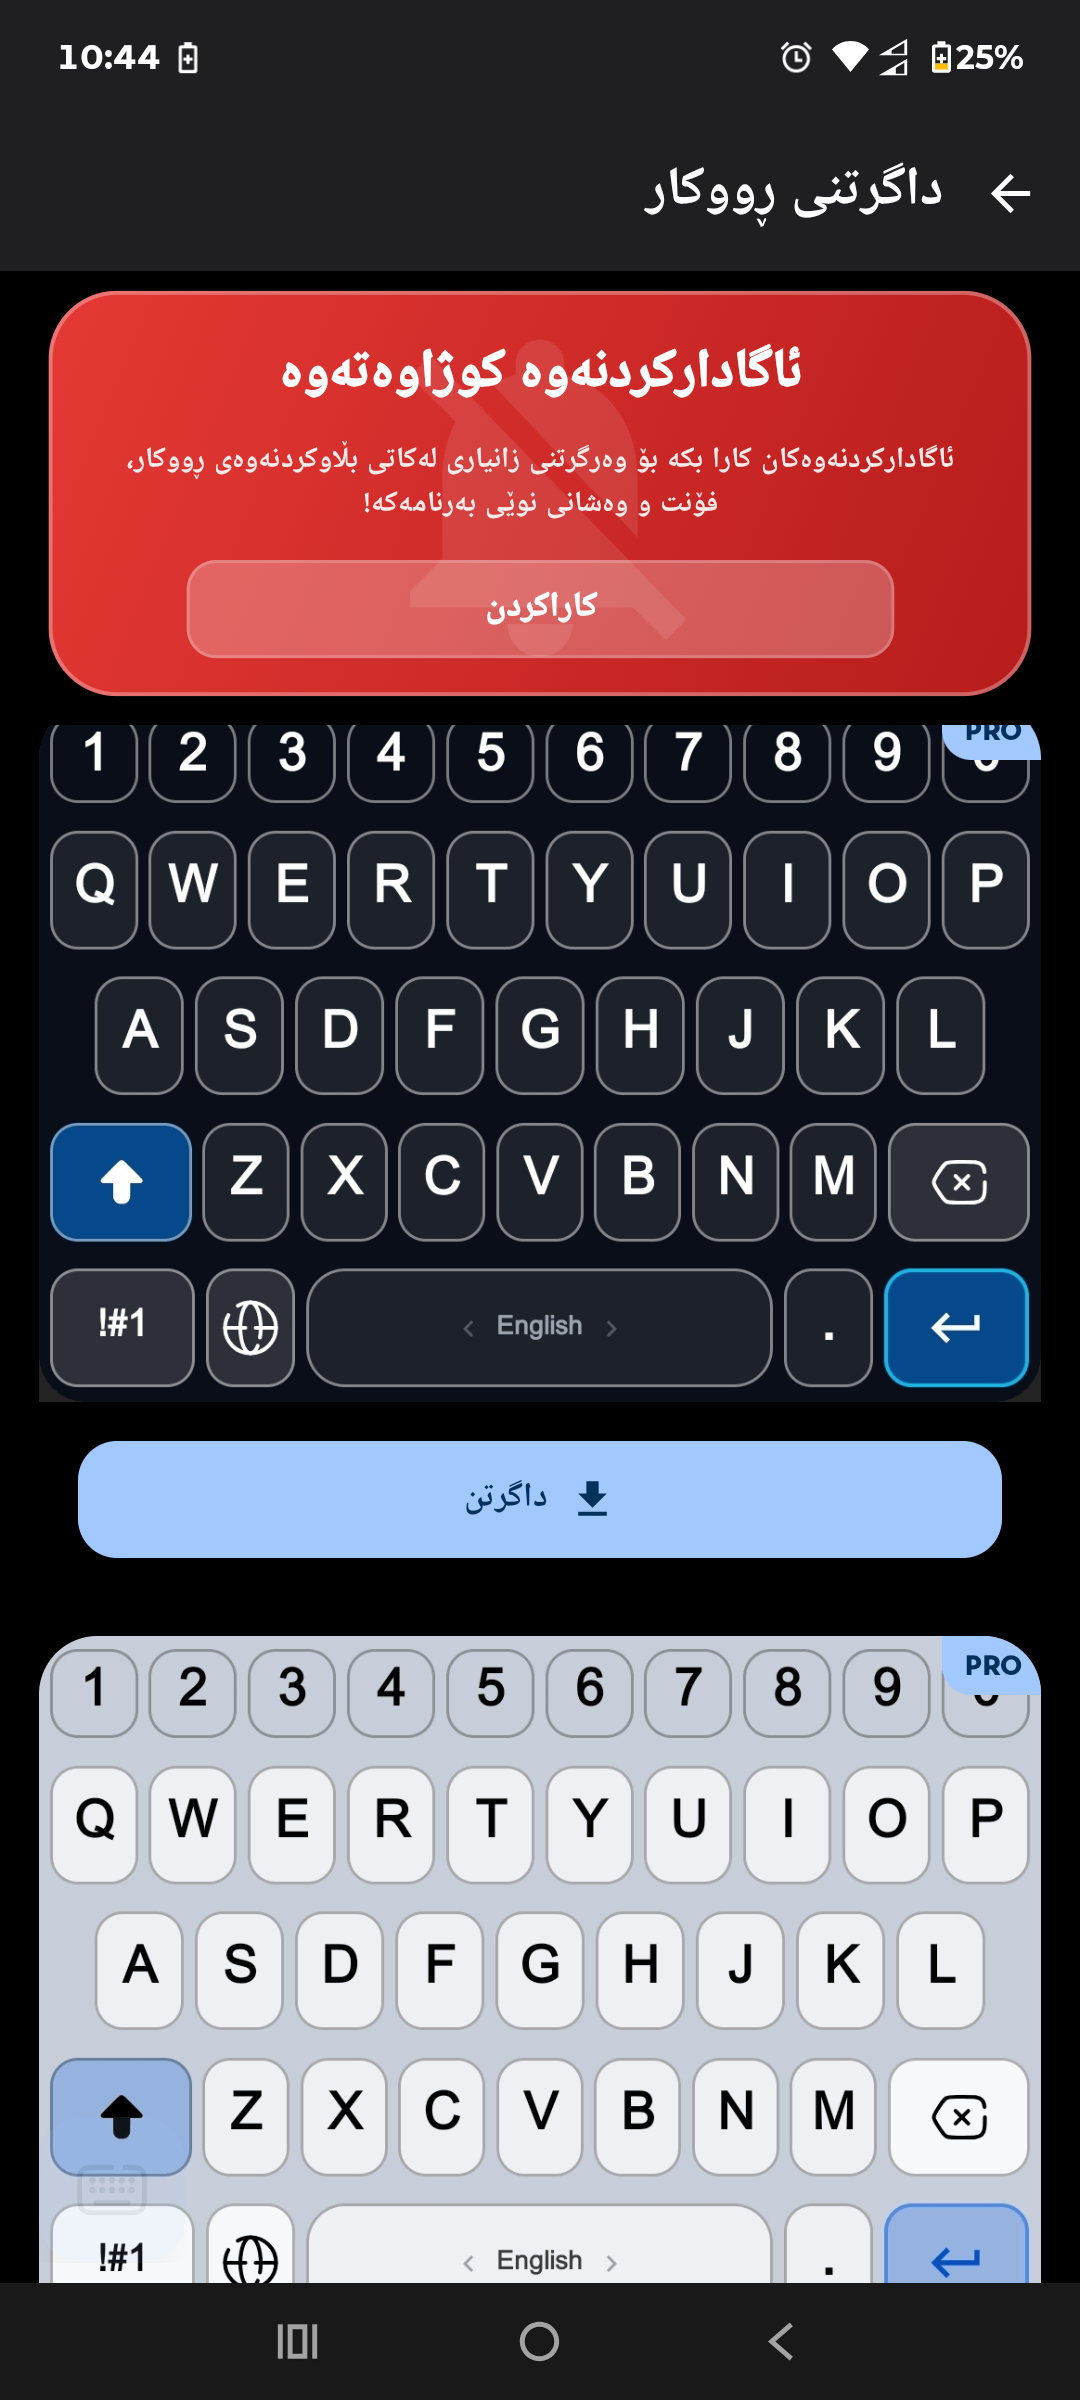 10:44
25%
داگرتنی ڕووکار
ئاگادارکردنەوە کوژاوەتەوە
ئاگادارکردنەوەکان کارا بکە بۆ وەرگرتنی زانیاری لەکاتی بڵاوکردنەوەی ڕووکار،
فۆنت و وەشانی نوێی بەرنامەکە!
کاراکردن
PRO
1 2 3 4 5 6 7 8 9
Q W E R T Y U I O P
A S D F G H J K L
Z X C V B N M
!#1 English .
داگرتن
PRO
1 2 3 4 5 6 7 8 9
Q W E R T Y U I O P
A S D F G H J K L
Z X C V B N M
!#1 English .